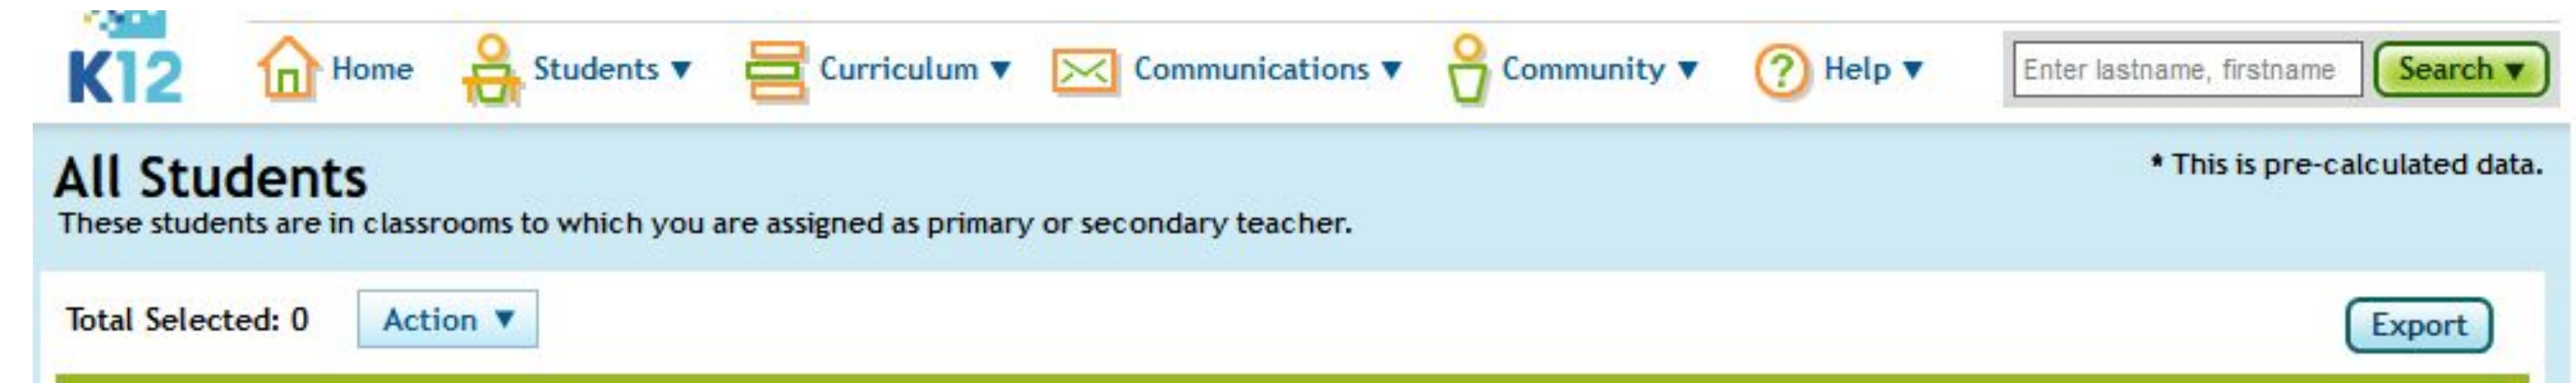 K12 Home Students ▼ Curriculum ▼ Communications ▼ Community ▼ ? Help ▼ Enter lastname, firstname Search ▼
All Students
* This is pre-calculated data.
These students are in classrooms to which you are assigned as primary or secondary teacher.
Total Selected: 0 Action ▼ Export